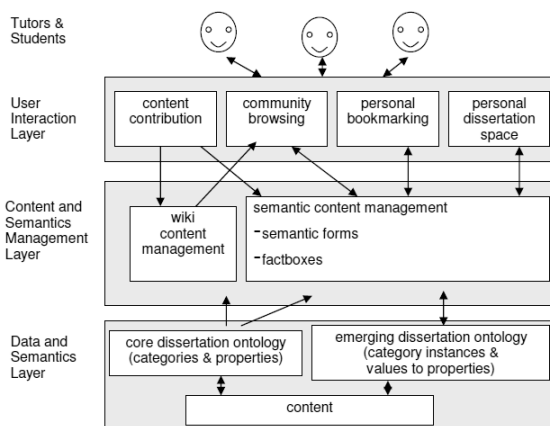 Tutors &
Students
User
Interaction
Layer
content
contribution
community
browsing
personal
bookmarking
personal
dissertation
space
Content and
Semantics
Management
Layer
wiki
content
management
semantic content management
-semantic forms
-factboxes
Data and
Semantics
Layer
core dissertation ontology
(categories & properties)
emerging dissertation ontology
(category instances &
values to properties)
content